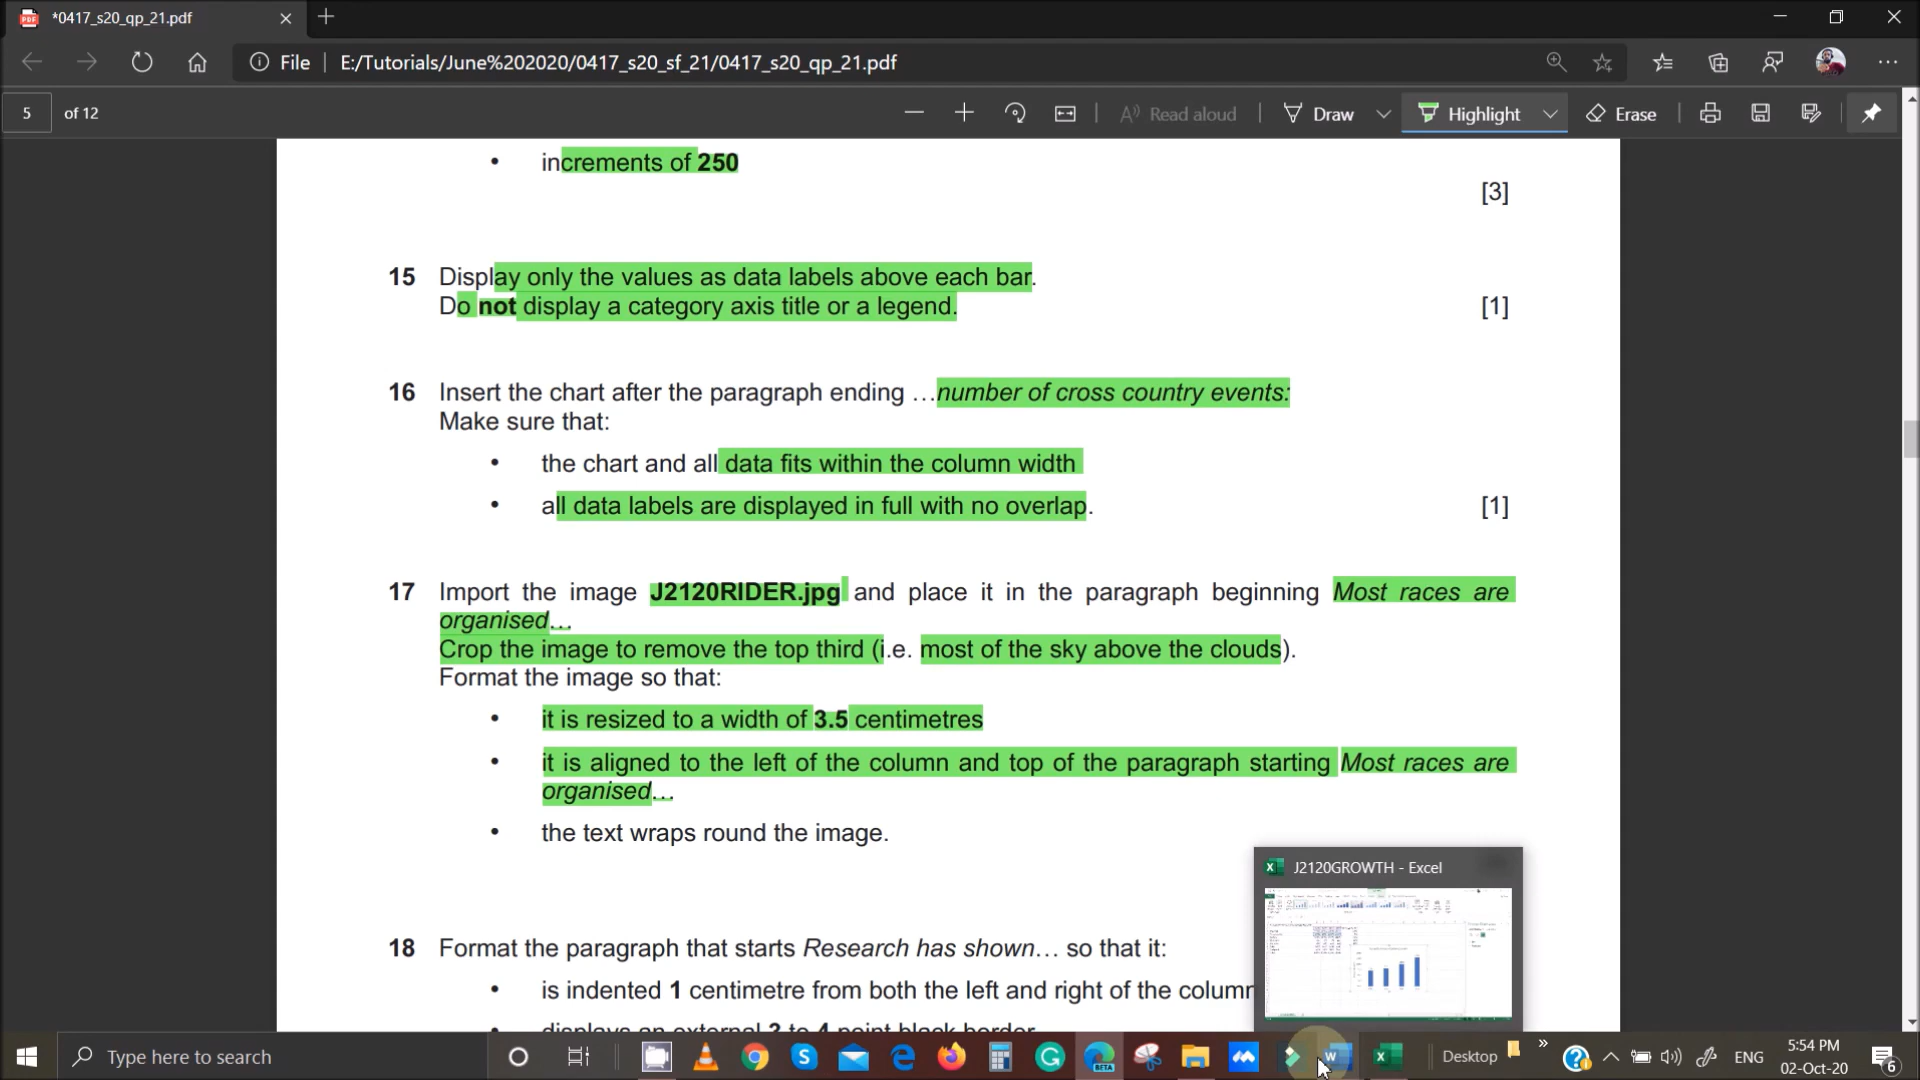 *0417_s20_qp_21.pdf
File
E:/Tutorials/June%202020/0417_s20_sf_21/0417_s20_qp_21.pdf
5 of 12
Read aloud
Draw
Highlight
Erase
• increments of 250
[3]
15 Display only the values as data labels above each bar.
Do not display a category axis title or a legend. [1]
16 Insert the chart after the paragraph ending …number of cross country events:
Make sure that:
• the chart and all data fits within the column width
• all data labels are displayed in full with no overlap. [1]
17 Import the image J2120RIDER.jpg and place it in the paragraph beginning Most races are
organised…
Crop the image to remove the top third (i.e. most of the sky above the clouds).
Format the image so that:
• it is resized to a width of 3.5 centimetres
• it is aligned to the left of the column and top of the paragraph starting Most races are
organised…
• the text wraps round the image.
J2120GROWTH - Excel
18 Format the paragraph that starts Research has shown… so that it:
• is indented 1 centimetre from both the left and right of the column
Type here to search
Desktop
ENG
5:54 PM
02-Oct-20
6